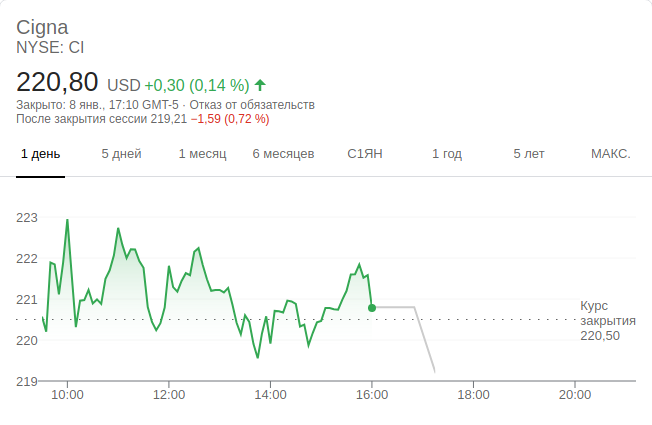 Cigna
NYSE: CI
220,80 USD +0,30 (0,14 %)
Закрыто: 8 янв., 17:10 GMT-5 · Отказ от обязательств
После закрытия сессии 219,21 −1,59 (0,72 %)
1 день 5 дней 1 месяц 6 месяцев С1ЯН 1 год 5 лет МАКС.
223
222
221
220
219
Курс
закрытия
220,50
10:00 12:00 14:00 16:00 18:00 20:00